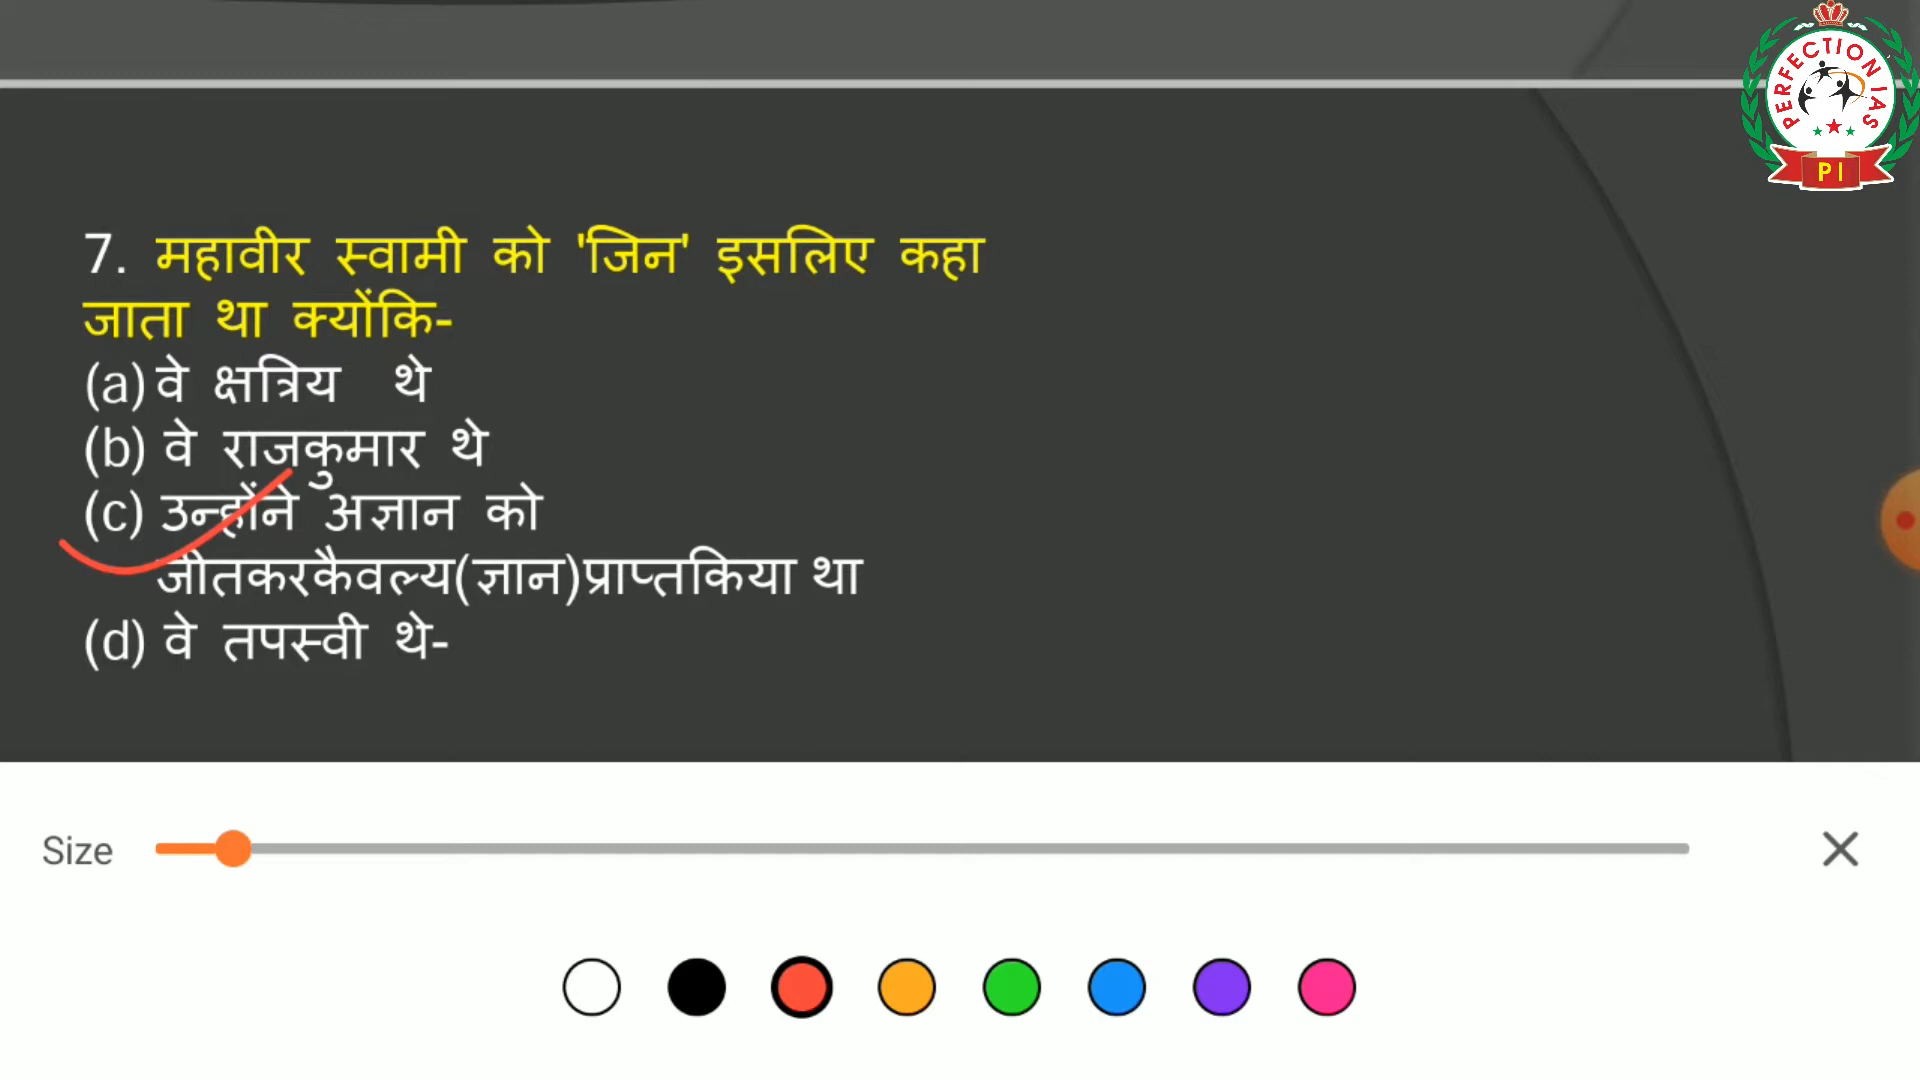 PERFECTION IAS
PI
7. महावीर स्वामी को 'जिन' इसलिए कहा
जाता था क्योंकि-
(a) वे क्षत्रिय थे
(b) वे राजकुमार थे
(c) उन्होंने अज्ञान को
जीतकरकैवल्य(ज्ञान)प्राप्तकिया था
(d) वे तपस्वी थे-
Size